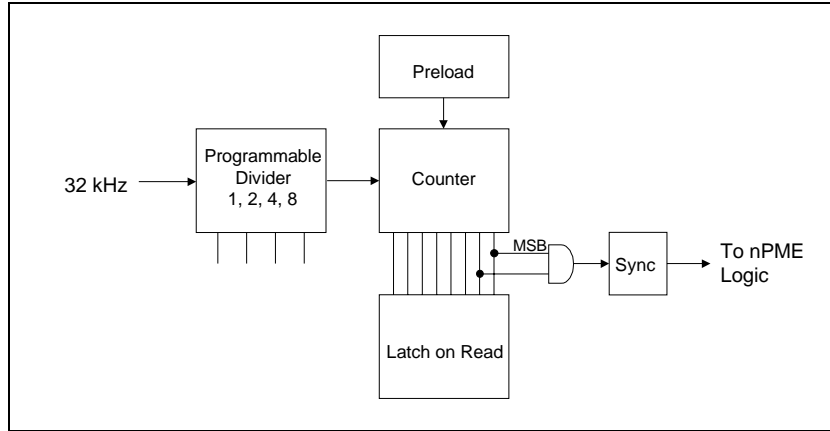 Preload
32 kHz
Programmable
Divider
1, 2, 4, 8
Counter
MSB
Sync
To nPME
Logic
Latch on Read